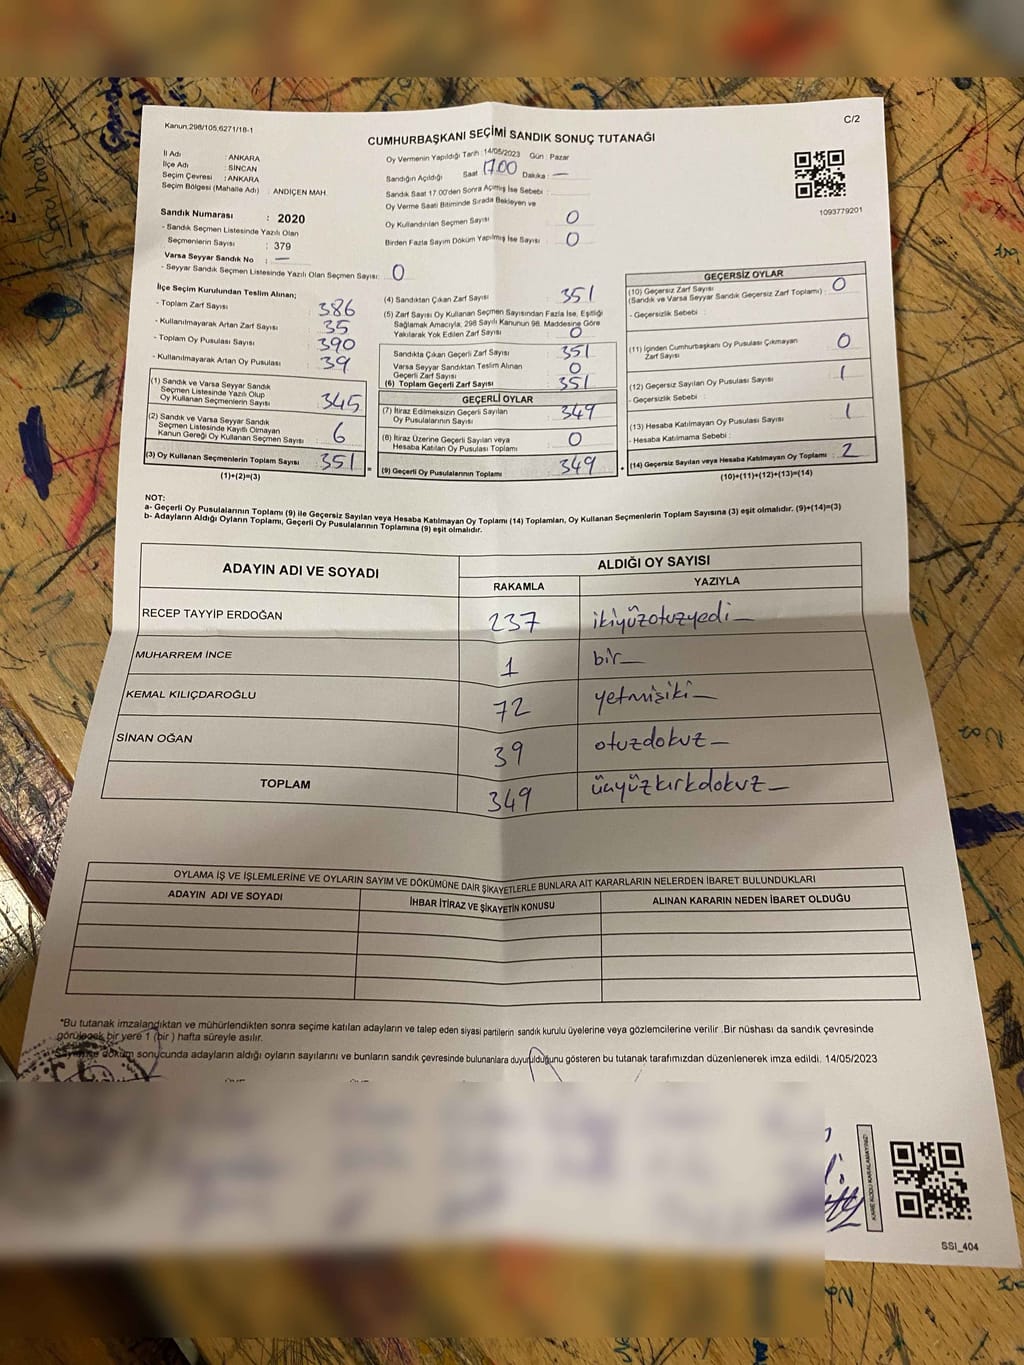 Kanun,298/105,6271/18-1
C/2
CUMHURBAŞKANI SEÇİMİ SANDIK SONUÇ TUTANAĞI
İl Adı : ANKARA
İlçe Adı : SİNCAN
Seçim Çevresi : ANKARA
Seçim Bölgesi (Mahalle Adı) : ANDİÇEN MAH.
Oy Vermenin Yapıldığı Tarih : 14/05/2023 Gün : Pazar
Sandığın Açıldığı Saat 17.00 Dakika : —
Sandık Saat 17.00'den Sonra Açılmış İse Sebebi :
Oy Verme Saati Bitiminde Sırada Bekleyen ve
Oy Kullandırılan Seçmen Sayısı : 0
Birden Fazla Sayım Döküm Yapılmış İse Sayısı : 0
1093779201
Sandık Numarası : 2020
- Sandık Seçmen Listesinde Yazılı Olan
Seçmenlerin Sayısı : 379
Varsa Seyyar Sandık No : —
- Seyyar Sandık Seçmen Listesinde Yazılı Olan Seçmen Sayısı: 0
İlçe Seçim Kurulundan Teslim Alınan;
- Toplam Zarf Sayısı : 386
- Kullanılmayarak Artan Zarf Sayısı : 35
- Toplam Oy Pusulası Sayısı : 390
- Kullanılmayarak Artan Oy Pusulası : 39
(1) Sandık ve Varsa Seyyar Sandık
Seçmen Listesinde Yazılı Olup
Oy Kullanan Seçmenlerin Sayısı : 345
(2) Sandık ve Varsa Seyyar Sandık
Seçmen Listesinde Kayıtlı Olmayan
Kanun Gereği Oy Kullanan Seçmen Sayısı : 6
(3) Oy Kullanan Seçmenlerin Toplam Sayısı : 351
(1)+(2)=(3)
(4) Sandıktan Çıkan Zarf Sayısı : 351
(5) Zarf Sayısı Oy Kullanan Seçmen Sayısından Fazla İse, Eşitliği
Sağlamak Amacıyla, 298 Sayılı Kanunun 98. Maddesine Göre
Yakılarak Yok Edilen Zarf Sayısı : 0
Sandıkta Çıkan Geçerli Zarf Sayısı : 351
Varsa Seyyar Sandıktan Teslim Alınan
Geçerli Zarf Sayısı : 0
(6) Toplam Geçerli Zarf Sayısı : 351
GEÇERLİ OYLAR
(7) İtiraz Edilmeksizin Geçerli Sayılan
Oy Pusulasının Sayısı : 349
(8) İtiraz Üzerine Geçerli Sayılan veya
Hesaba Katılan Oy Pusulası Toplamı : 0
=
(9) Geçerli Oy Pusulalarının Toplamı : 349
+
GEÇERSİZ OYLAR
(10) Geçersiz Zarf Sayısı : 0
(Sandık ve Varsa Seyyar Sandık Geçersiz Zarf Toplamı)
- Geçersizlik Sebebi :
(11) İçinden Cumhurbaşkanı Oy Pusulası Çıkmayan
Zarf Sayısı : 0
(12) Geçersiz Sayılan Oy Pusulası Sayısı : 1
- Geçersizlik Sebebi :
(13) Hesaba Katılmayan Oy Pusulası Sayısı : 1
- Hesaba Katılmama Sebebi :
(14) Geçersiz Sayılan veya Hesaba Katılmayan Oy Toplamı : 2
(10)+(11)+(12)+(13)=(14)
NOT:
a- Geçerli Oy Pusulalarının Toplamı (9) ile Geçersiz Sayılan veya Hesaba Katılmayan Oy Toplamı (14) Toplamları, Oy Kullanan Seçmenlerin Toplam Sayısına (3) eşit olmalıdır. (9)+(14)=(3)
b- Adayların Aldığı Oyların Toplamı, Geçerli Oy Pusulalarının Toplamına (9) eşit olmalıdır.
ADAYIN ADI VE SOYADI
ALDIĞI OY SAYISI
RAKAMLA YAZIYLA
RECEP TAYYİP ERDOĞAN 237 ikiyüzotuzyedi—
MUHARREM İNCE 1 bir—
KEMAL KILIÇDAROĞLU 72 yetmişiki—
SİNAN OĞAN 39 otuzdokuz—
TOPLAM 349 üçyüzkırkdokuz—
OYLAMA İŞ VE İŞLEMLERİNE VE OYLARIN SAYIM VE DÖKÜMÜNE DAİR ŞİKAYETLERLE BUNLARA AİT KARARLARIN NELERDEN İBARET BULUNDUKLARI
ADAYIN ADI VE SOYADI İHBAR İTİRAZ VE ŞİKAYETİN KONUSU ALINAN KARARIN NEDEN İBARET OLDUĞU
*Bu tutanak imzalandıktan ve mühürlendikten sonra seçime katılan adayların ve talep eden siyasi partilerin sandık kurulu üyelerine veya gözlemcilerine verilir .Bir nüshası da sandık çevresinde
görülecek bir yere 1 (bir ) hafta süreyle asılır.
döküm sonucunda adayların aldığı oyların sayılarını ve bunların sandık çevresinde bulunanlara duyurulduğunu gösteren bu tutanak tarafımızdan düzenlenerek imza edildi. 14/05/2023
KARE KODU KARALAMAYINIZ!
SSI_404